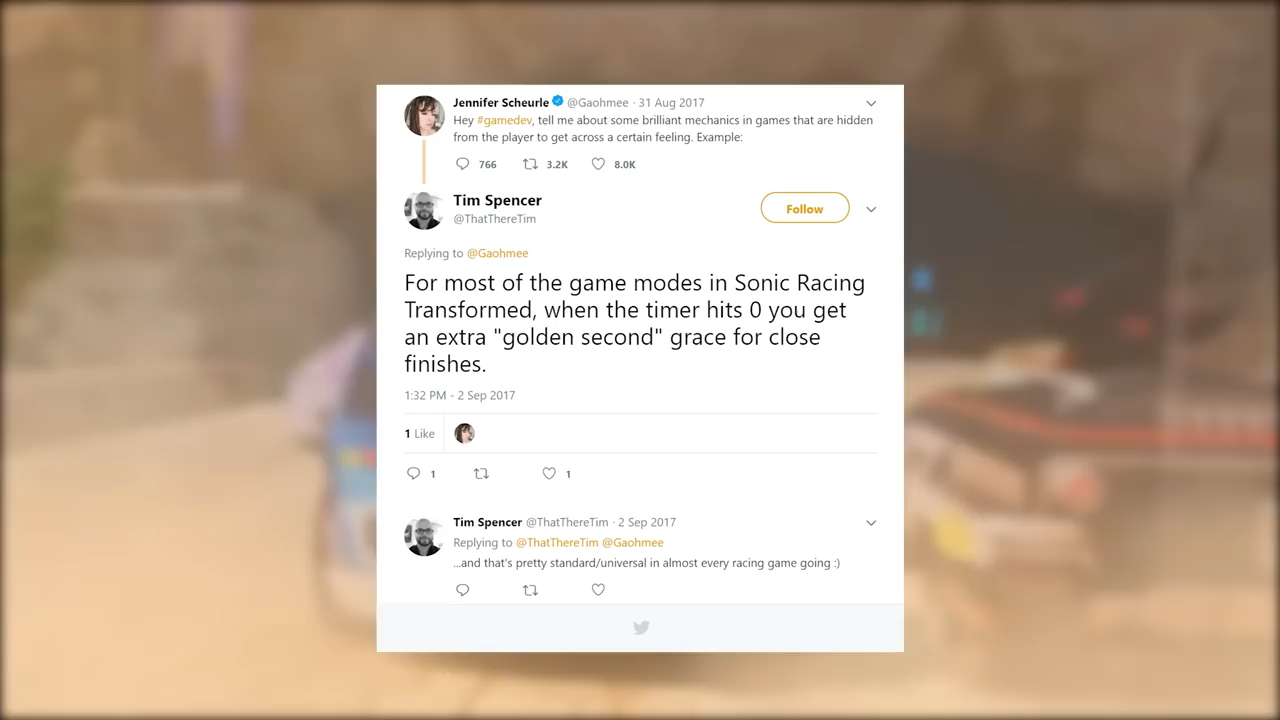 Jennifer Scheurle @Gaohmee · 31 Aug 2017
Hey #gamedev, tell me about some brilliant mechanics in games that are hidden
from the player to get across a certain feeling. Example:
766 3.2K 8.0K
Tim Spencer
@ThatThereTim
Follow
Replying to @Gaohmee
For most of the game modes in Sonic Racing
Transformed, when the timer hits 0 you get
an extra "golden second" grace for close
finishes.
1:32 PM - 2 Sep 2017
1 Like
1 1
Tim Spencer @ThatThereTim · 2 Sep 2017
Replying to @ThatThereTim @Gaohmee
...and that's pretty standard/universal in almost every racing game going :)